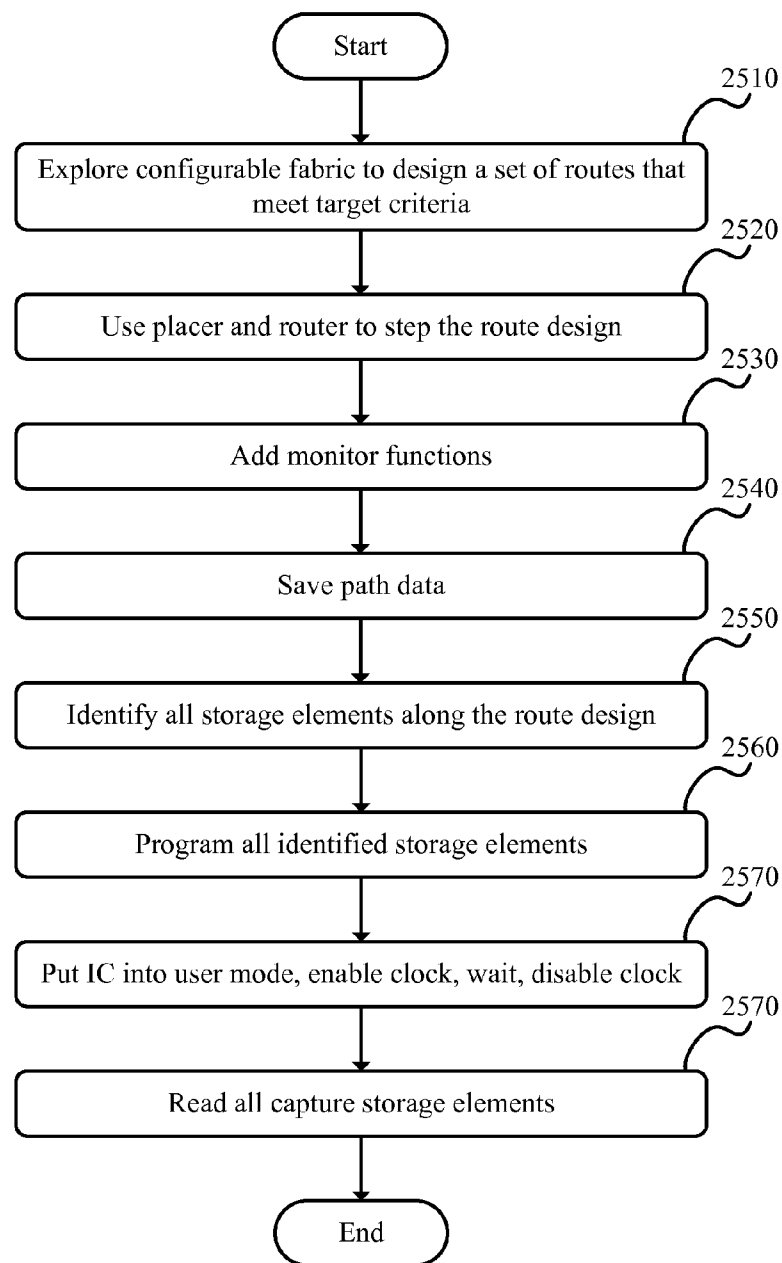 Start
2510
Explore configurable fabric to design a set of routes that
meet target criteria
2520
Use placer and router to step the route design
2530
Add monitor functions
2540
Save path data
2550
Identify all storage elements along the route design
2560
Program all identified storage elements
2570
Put IC into user mode, enable clock, wait, disable clock
2570
Read all capture storage elements
End